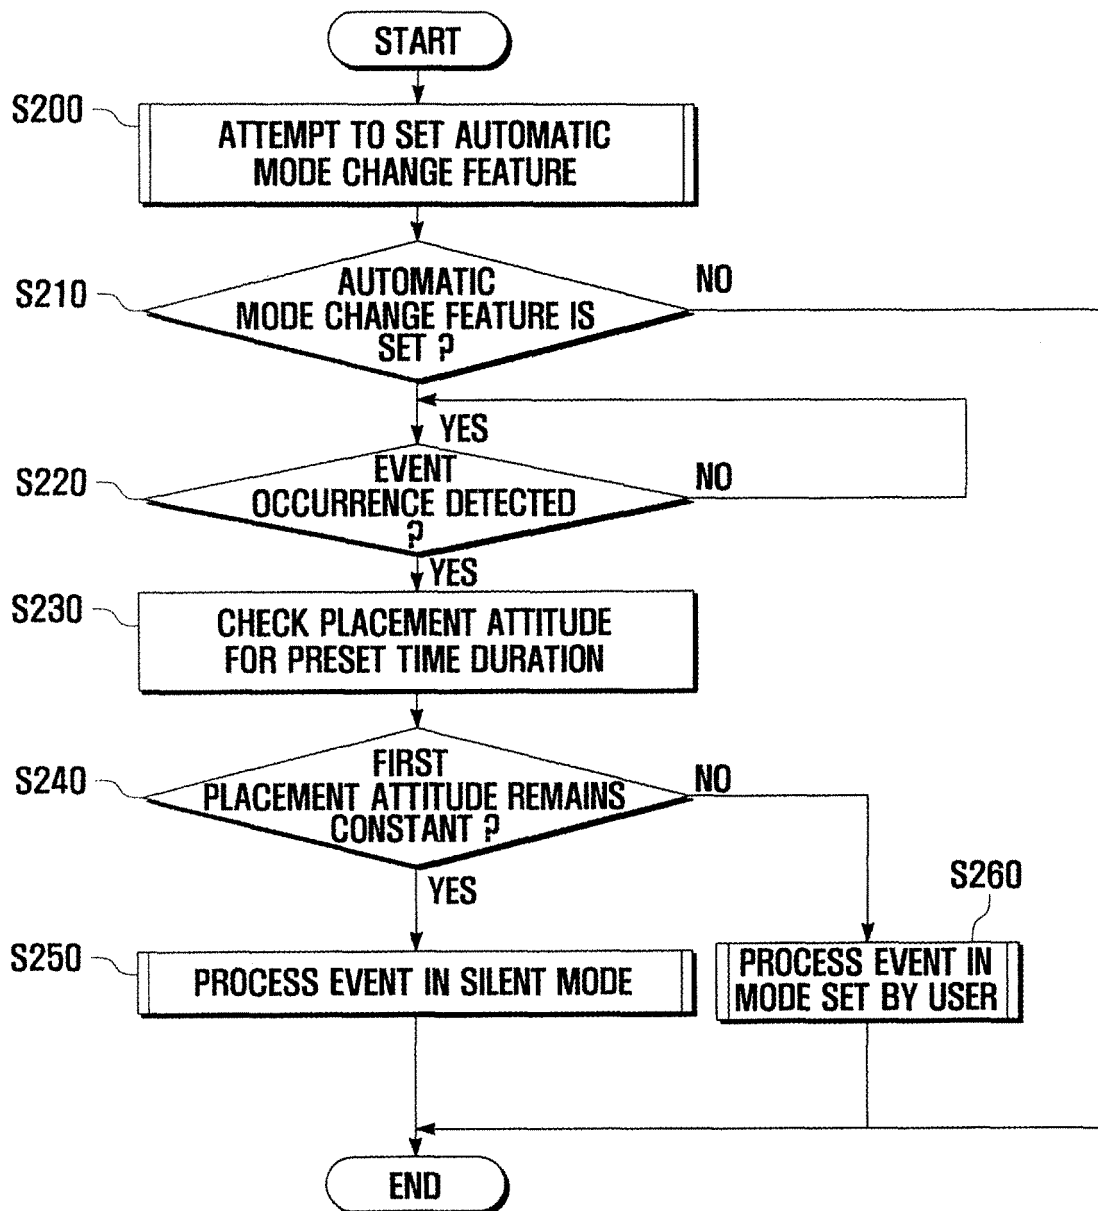 START
S200
ATTEMPT TO SET AUTOMATIC
MODE CHANGE FEATURE
S210
AUTOMATIC
MODE CHANGE FEATURE IS
SET ?
NO
YES
S220
EVENT
OCCURRENCE DETECTED
?
NO
YES
S230
CHECK PLACEMENT ATTITUDE
FOR PRESET TIME DURATION
S240
FIRST
PLACEMENT ATTITUDE REMAINS
CONSTANT ?
NO
YES
S250
PROCESS EVENT IN SILENT MODE
S260
PROCESS EVENT IN
MODE SET BY USER
END